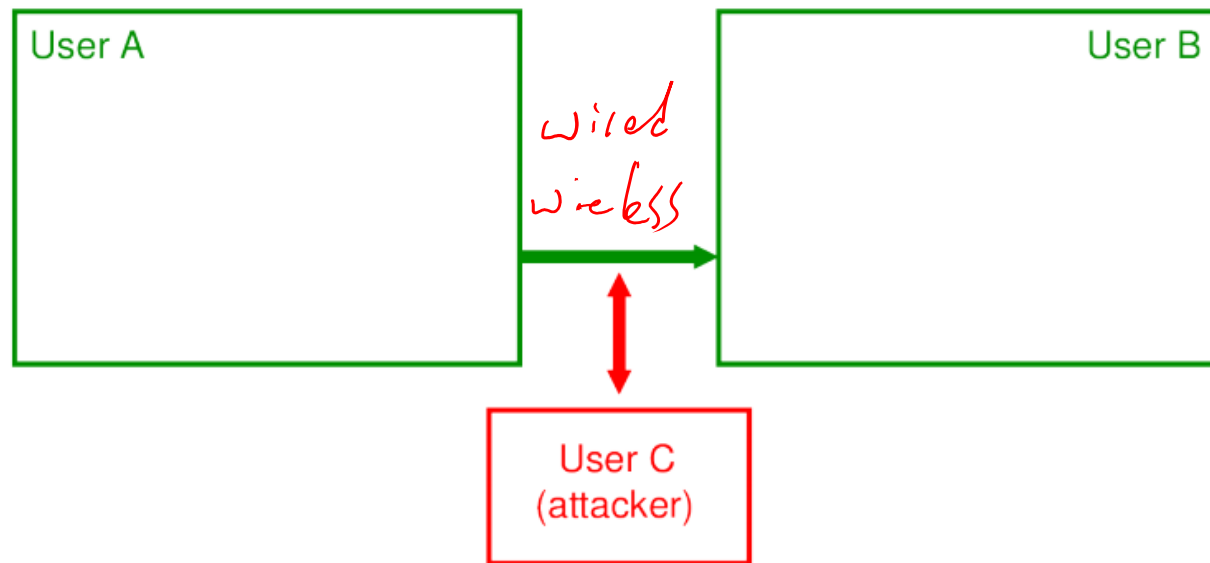 User A
User B
wired
wireless
User C
(attacker)